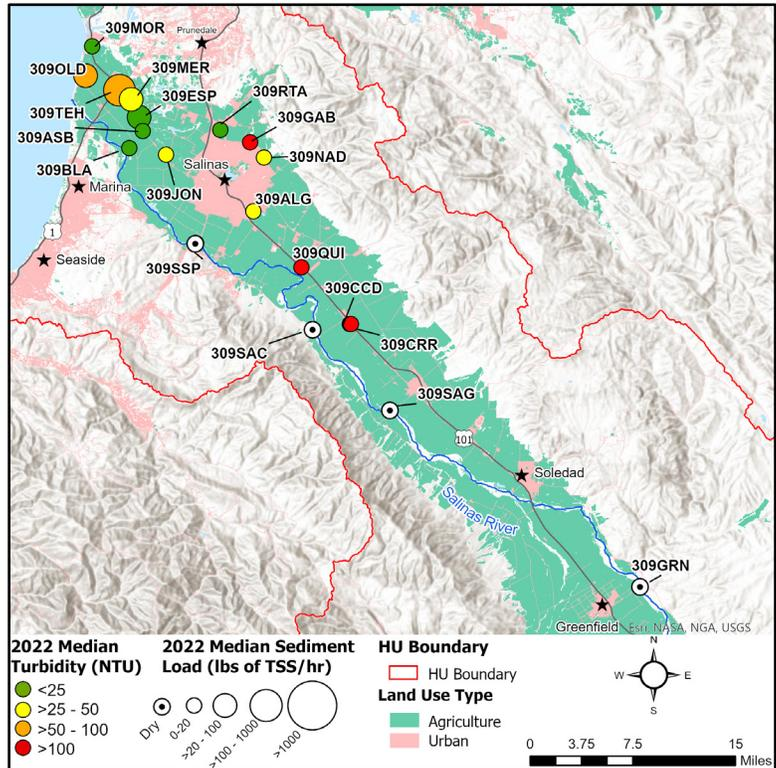 309MOR
Prunedale
309OLD
309MER
309ESP
309RTA
309TEH
309GAB
309ASB
309NAD
309BLA
Salinas
Marina
309JON
309ALG
1
Seaside
309SSP
309QUI
309CCD
309SAC
309CRR
309SAG
101
Soledad
Salinas River
309GRN
Greenfield
Esri, NASA, NGA, USGS
2022 Median
Turbidity (NTU)
<25
>25 - 50
>50 - 100
>100
2022 Median Sediment
Load (lbs of TSS/hr)
Dry
0-20
>20 - 100
>100 - 1000
>1000
HU Boundary
HU Boundary
Land Use Type
Agriculture
Urban
N
W
E
S
0 3.75 7.5 15
Miles